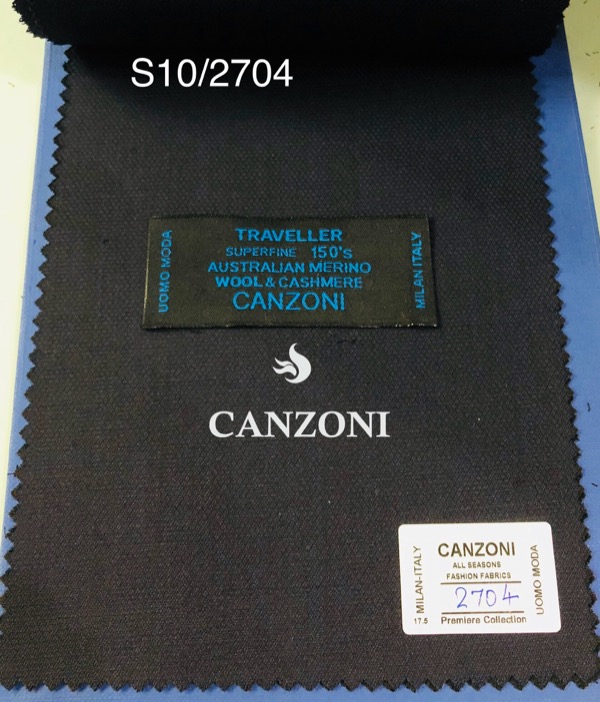 S10/2704
UOMO MODA
TRAVELLER
SUPERFINE 150's
AUSTRALIAN MERINO
WOOL & CASHMERE
CANZONI
MILAN ITALY
CANZONI
MILAN-ITALY
CANZONI
ALL SEASONS
FASHION FABRICS
2704
17.5 Premiere Collection
UOMO MODA